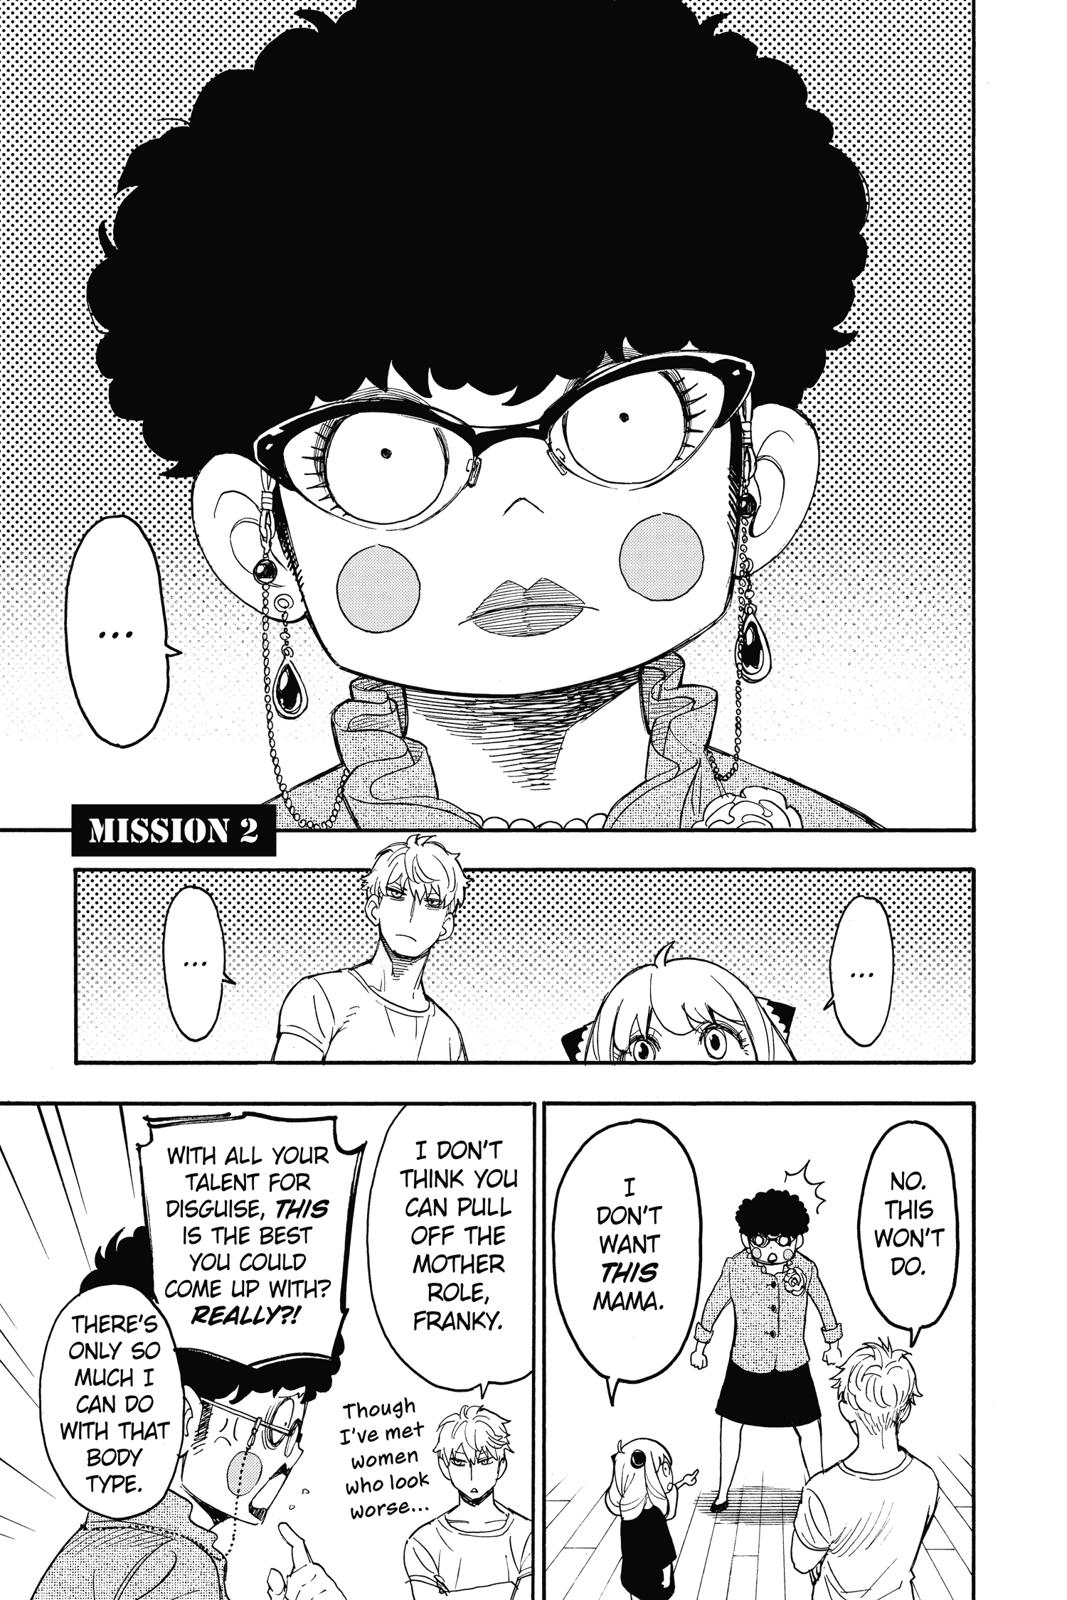 ...
MISSION 2
...
...
NO.
THIS
WON'T
DO.
I
DON'T
WANT
THIS
MAMA.
I DON'T
THINK YOU
CAN PULL
OFF THE
MOTHER
ROLE,
FRANKY.
Though
I've met
women
who look
worse...
WITH ALL YOUR
TALENT FOR
DISGUISE, THIS
IS THE BEST
YOU COULD
COME UP WITH?
REALLY?!
THERE'S
ONLY SO
MUCH I
CAN DO
WITH THAT
BODY
TYPE.